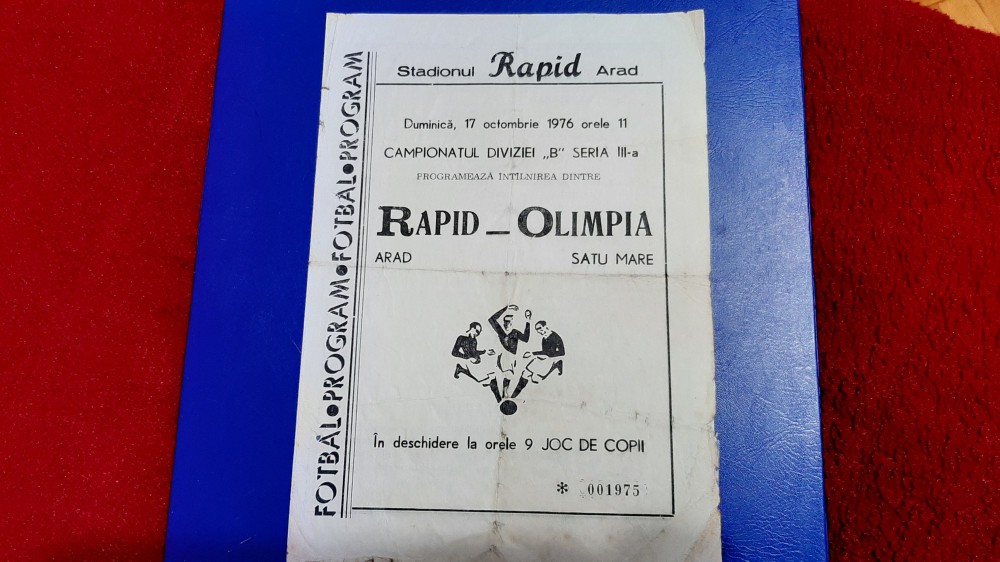 FOTBAL•PROGRAM•FOTBAL•PROGRAM
Stadionul Rapid Arad
Duminică, 17 octombrie 1976 orele 11
CAMPIONATUL DIVIZIEI „B" SERIA III-a
PROGRAMEAZĂ ÎNTÎLNIREA DINTRE
RAPID – OLIMPIA
ARAD SATU MARE
În deschidere la orele 9 JOC DE COPII
* 001975